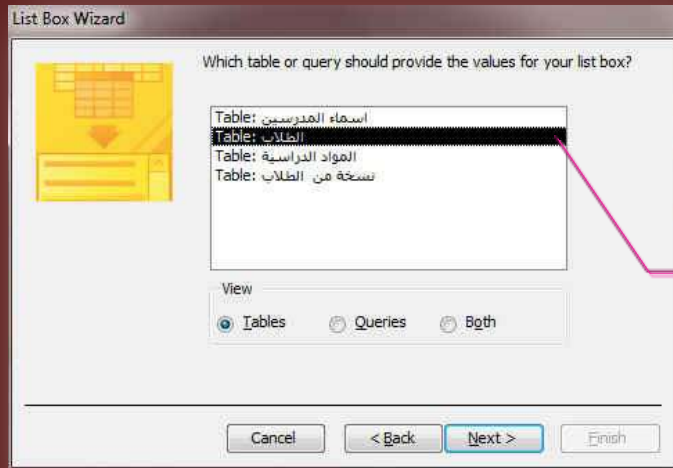 List Box Wizard
Which table or query should provide the values for your list box?
Table: اسماء المدرسين
Table: الطلاب
Table: المواد الدراسية
Table: نسخة من الطلاب
View
Tables
Queries
Both
Cancel
< Back
Next >
Finish